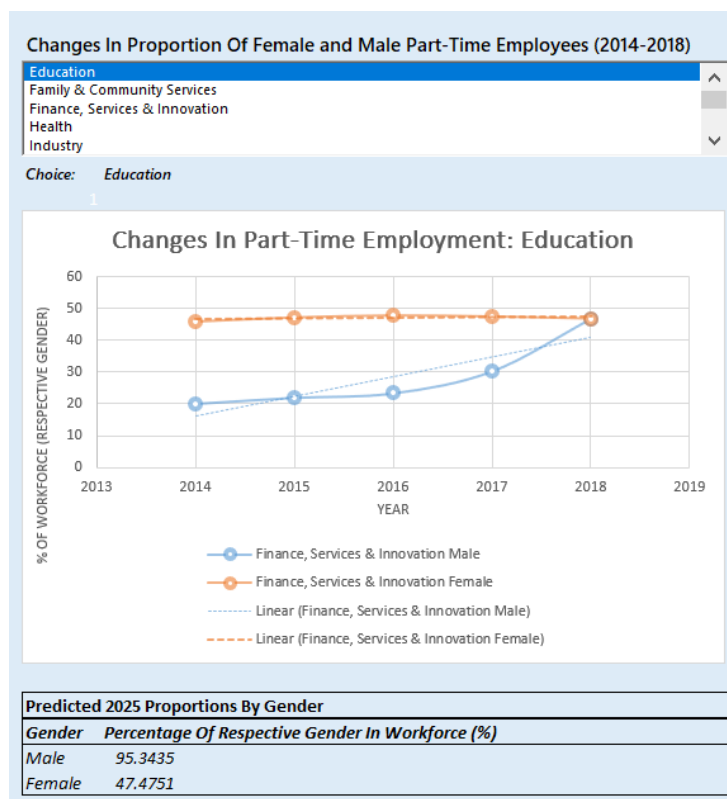 Changes In Proportion Of Female and Male Part-Time Employees (2014-2018)
Education
Family & Community Services
Finance, Services & Innovation
Health
Industry
Choice: Education
1
Changes In Part-Time Employment: Education
% OF WORKFORCE (RESPECTIVE GENDER)
60
50
40
30
20
10
0
2013 2014 2015 2016 2017 2018 2019
YEAR
Finance, Services & Innovation Male
Finance, Services & Innovation Female
Linear (Finance, Services & Innovation Male)
Linear (Finance, Services & Innovation Female)
Predicted 2025 Proportions By Gender
Gender Percentage Of Respective Gender In Workforce (%)
Male 95.3435
Female 47.4751